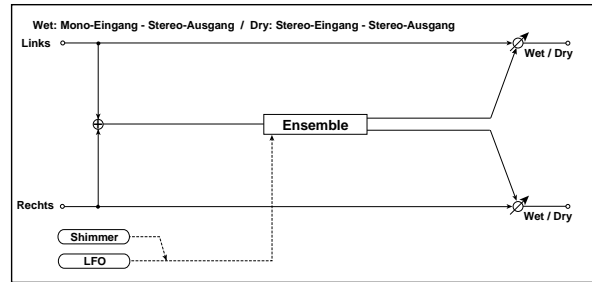 Wet: Mono-Eingang - Stereo-Ausgang / Dry: Stereo-Eingang - Stereo-Ausgang
Links
Wet / Dry
Ensemble
Rechts
Wet / Dry
Shimmer
LFO